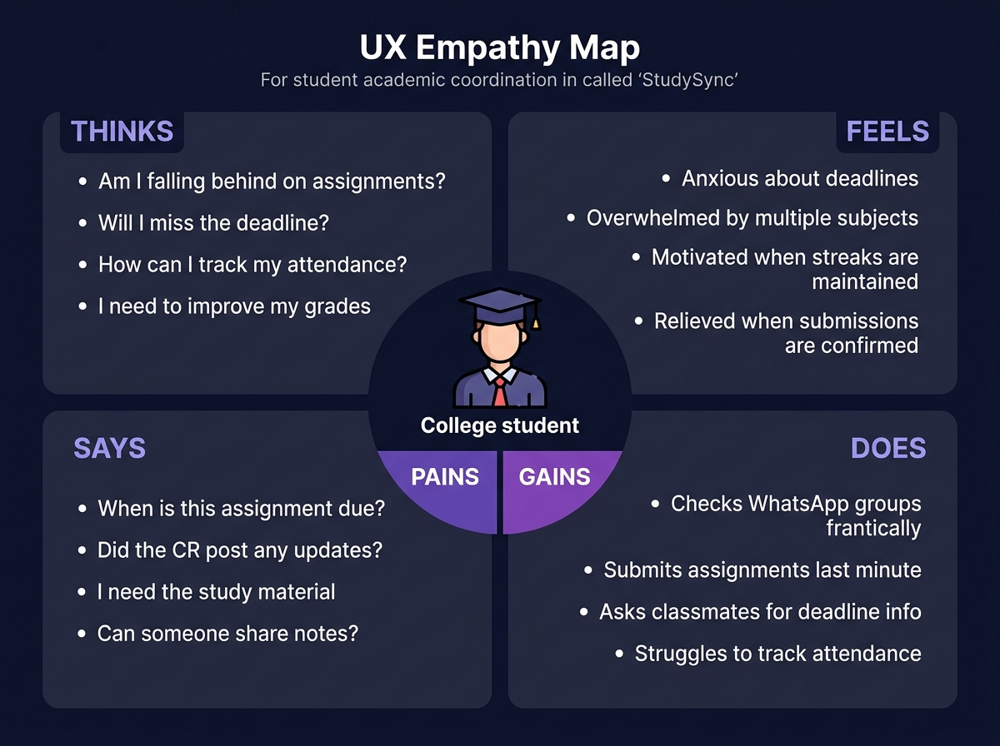 UX Empathy Map
For student academic coordination in called ‘StudySync’
THINKS
• Am I falling behind on assignments?
• Will I miss the deadline?
• How can I track my attendance?
• I need to improve my grades
FEELS
• Anxious about deadlines
• Overwhelmed by multiple subjects
• Motivated when streaks are
maintained
• Relieved when submissions
are confirmed
College student
PAINS
GAINS
SAYS
• When is this assignment due?
• Did the CR post any updates?
• I need the study material
• Can someone share notes?
DOES
• Checks WhatsApp groups
frantically
• Submits assignments last minute
• Asks classmates for deadline info
• Struggles to track attendance